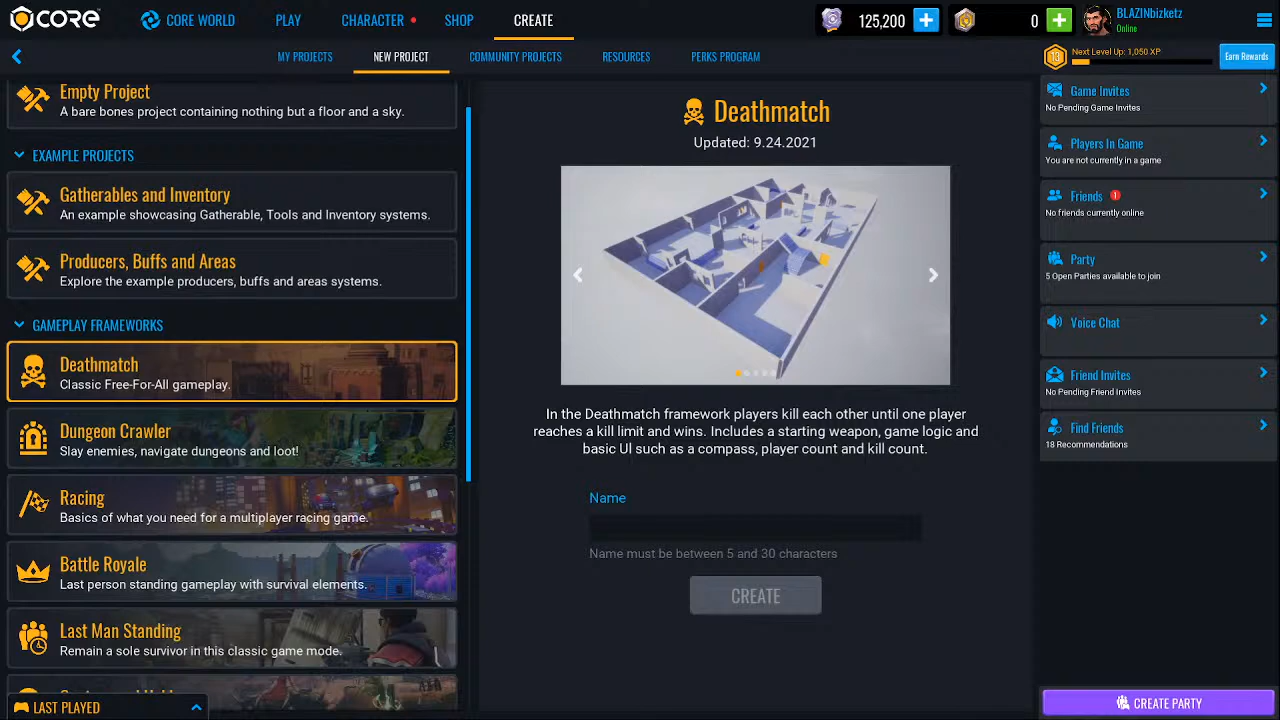 CORE
CORE WORLD
PLAY
CHARACTER
SHOP
CREATE
125,200
0
BLAZINbizketz
Online
MY PROJECTS
NEW PROJECT
COMMUNITY PROJECTS
RESOURCES
PERKS PROGRAM
13
Next Level Up: 1,050 XP
Earn Rewards
Empty Project
A bare bones project containing nothing but a floor and a sky.
EXAMPLE PROJECTS
Gatherables and Inventory
An example showcasing Gatherable, Tools and Inventory systems.
Producers, Buffs and Areas
Explore the example producers, buffs and areas systems.
GAMEPLAY FRAMEWORKS
Deathmatch
Classic Free-For-All gameplay.
Dungeon Crawler
Slay enemies, navigate dungeons and loot!
Racing
Basics of what you need for a multiplayer racing game.
Battle Royale
Last person standing gameplay with survival elements.
Last Man Standing
Remain a sole survivor in this classic game mode.
LAST PLAYED
Deathmatch
Updated: 9.24.2021
In the Deathmatch framework players kill each other until one player
reaches a kill limit and wins. Includes a starting weapon, game logic and
basic UI such as a compass, player count and kill count.
Name
Name must be between 5 and 30 characters
CREATE
Game Invites
No Pending Game Invites
Players In Game
You are not currently in a game
Friends 1
No friends currently online
Party
5 Open Parties available to join
Voice Chat
Friend Invites
No Pending Friend Invites
Find Friends
18 Recommendations
CREATE PARTY